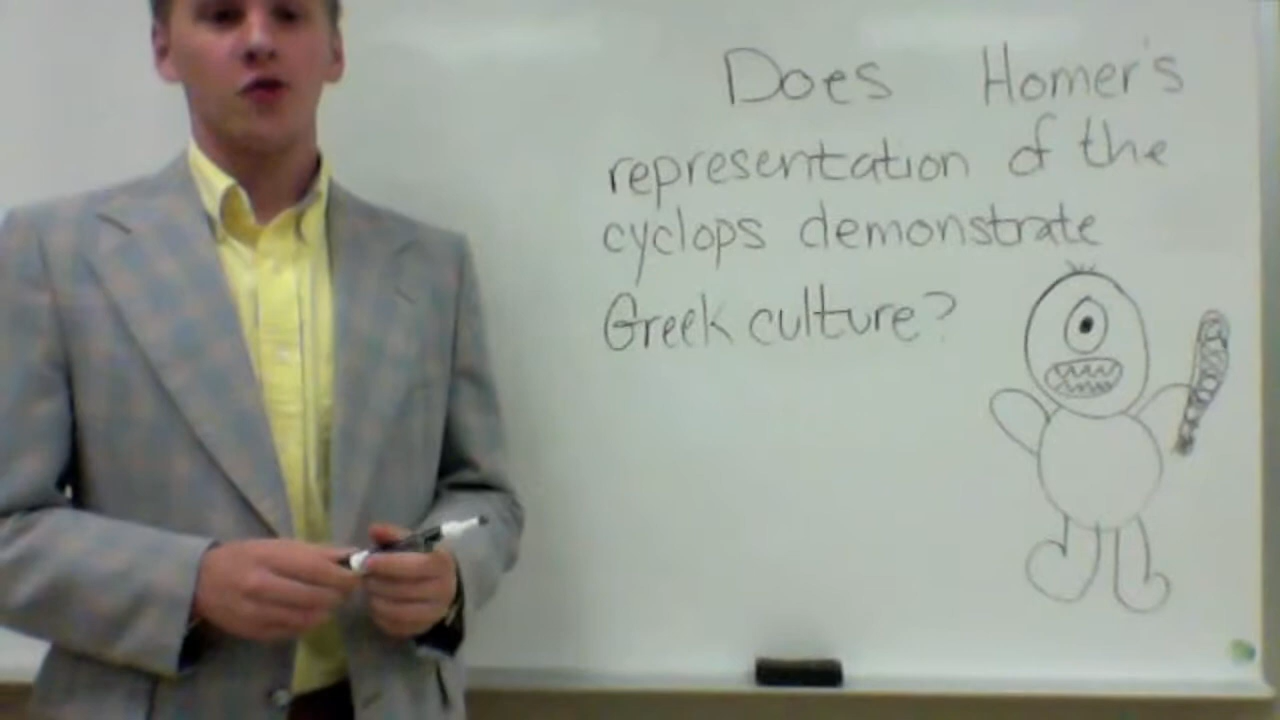 Does Homer's
representation of the
cyclops demonstrate
Greek culture?